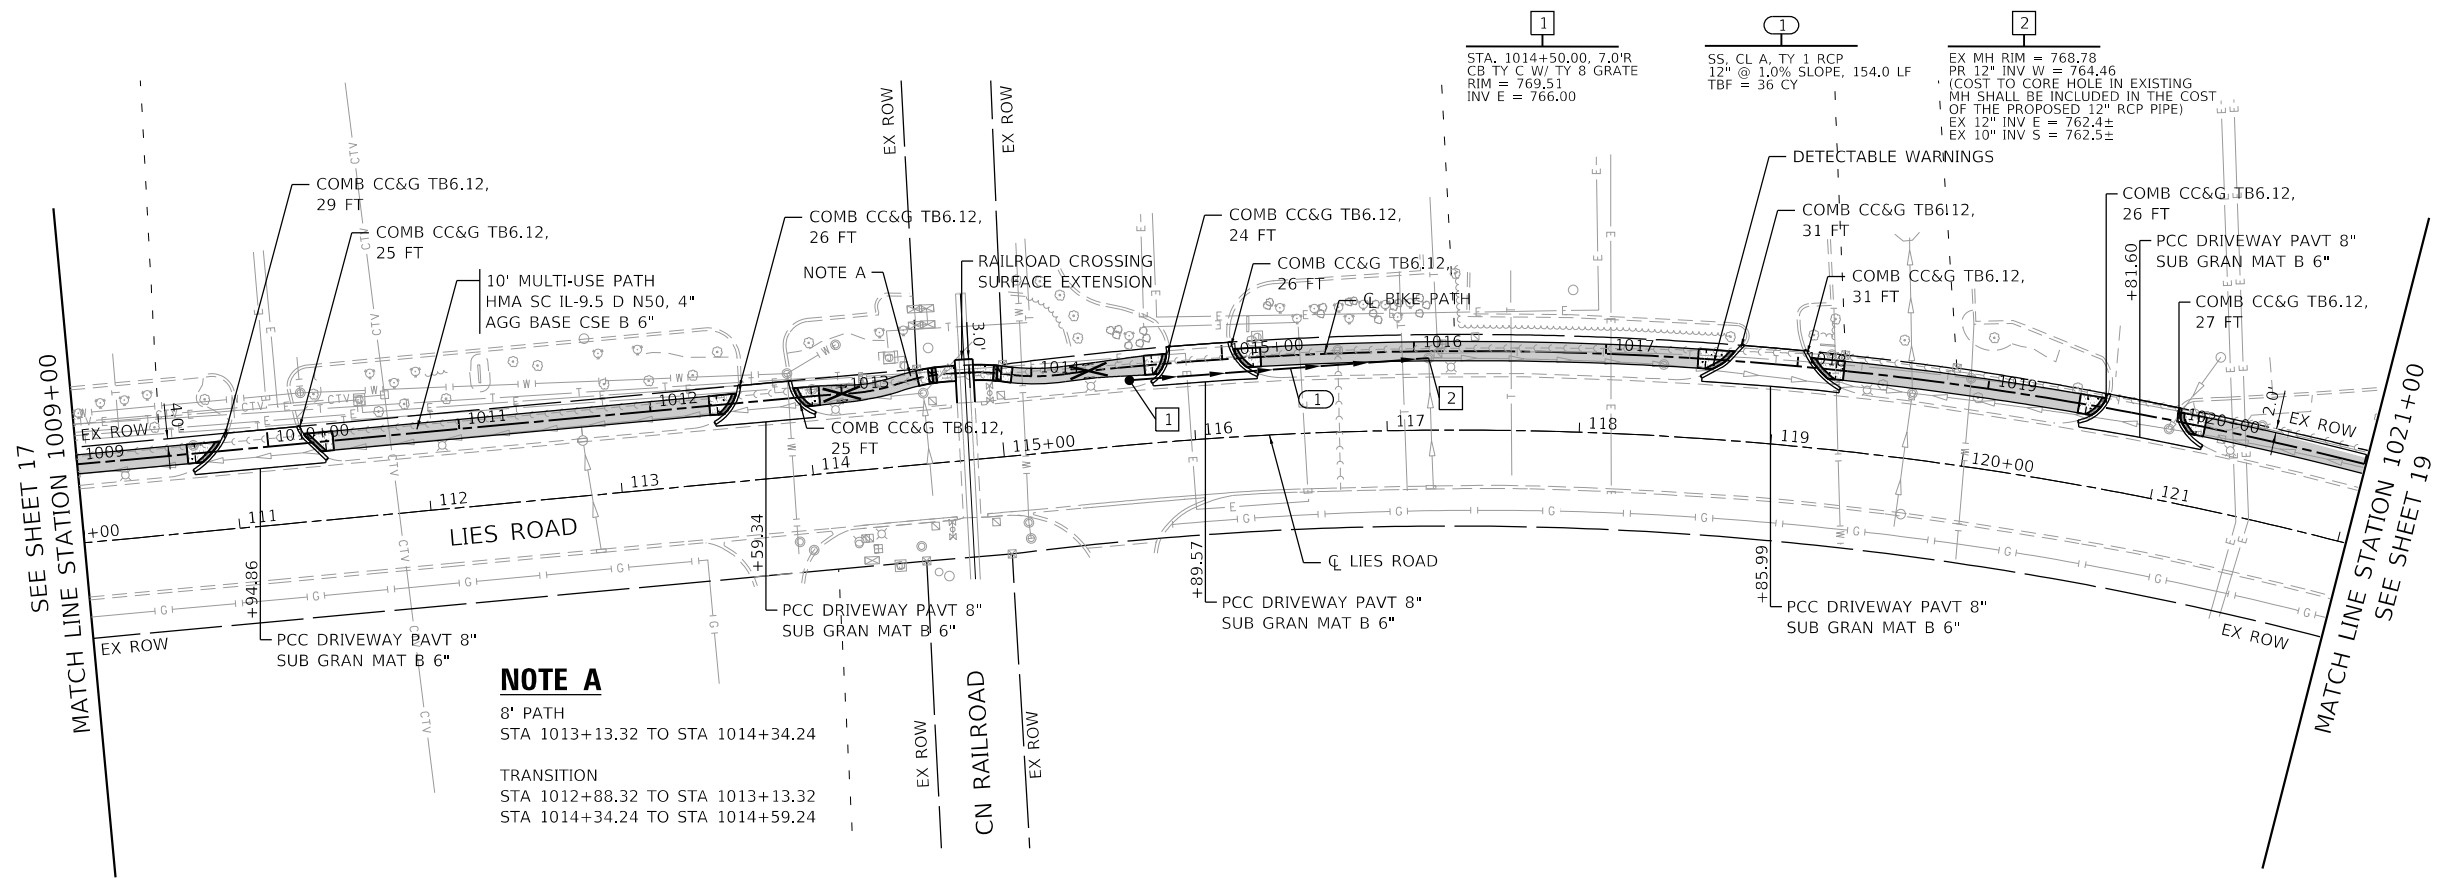 1
STA. 1014+50.00, 7.0'R
CB TY C W/ TY 8 GRATE
RIM = 769.51
INV E = 766.00
1
SS, CL A, TY 1 RCP
12" @ 1.0% SLOPE, 154.0 LF
TBF = 36 CY
2
EX MH RIM = 768.78
PR 12" INV W = 764.46
(COST TO CORE HOLE IN EXISTING
MH SHALL BE INCLUDED IN THE COST
OF THE PROPOSED 12" RCP PIPE)
EX 12" INV E = 762.4±
EX 10" INV S = 762.5±
EX ROW
EX ROW
DETECTABLE WARNINGS
COMB CC&G TB6.12,
29 FT
COMB CC&G TB6.12,
25 FT
10' MULTI-USE PATH
HMA SC IL-9.5 D N50, 4"
AGG BASE CSE B 6"
COMB CC&G TB6.12,
26 FT
NOTE A
RAILROAD CROSSING
SURFACE EXTENSION
3.0'
COMB CC&G TB6.12,
24 FT
COMB CC&G TB6.12,
26 FT
℄ BIKE PATH
COMB CC&G TB6.12,
31 FT
COMB CC&G TB6.12,
31 FT
COMB CC&G TB6.12,
26 FT
PCC DRIVEWAY PAVT 8"
SUB GRAN MAT B 6"
+81.60
COMB CC&G TB6.12,
27 FT
2.0'
EX ROW
4.0'
EX ROW
1009
1010+00
1011
1012
1013
1014
1015+00
1016
1017
1018
1019
1020+00
COMB CC&G TB6.12,
25 FT
1
1
2
+00
111
112
113
114
115+00
116
117
118
119
120+00
121
LIES ROAD
℄ LIES ROAD
SEE SHEET 17
MATCH LINE STATION 1009+00
MATCH LINE STATION 1021+00
SEE SHEET 19
+94.86
PCC DRIVEWAY PAVT 8"
SUB GRAN MAT B 6"
+59.34
PCC DRIVEWAY PAVT 8"
SUB GRAN MAT B 6"
+89.57
PCC DRIVEWAY PAVT 8"
SUB GRAN MAT B 6"
+85.99
PCC DRIVEWAY PAVT 8"
SUB GRAN MAT B 6"
EX ROW
EX ROW
NOTE A
8' PATH
STA 1013+13.32 TO STA 1014+34.24
TRANSITION
STA 1012+88.32 TO STA 1013+13.32
STA 1014+34.24 TO STA 1014+59.24
EX ROW
CN RAILROAD
EX ROW
CTV
CTV
CTV
CTV
CTV
CTV
G
G
G
G
G
G
G
G
G
G
G
G